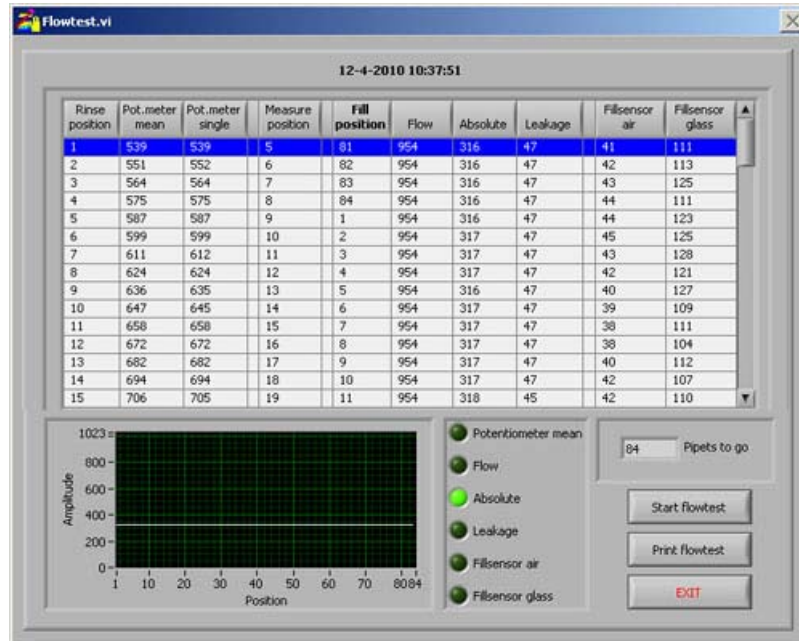 Flowtest.vi
12-4-2010 10:37:51
Rinse position Pot.meter mean Pot.meter single Measure position Fill position Flow Absolute Leakage Fillsensor air Fillsensor glass
1 539 539 5 81 954 316 47 41 111
2 551 552 6 82 954 316 47 42 113
3 564 564 7 83 954 316 47 43 125
4 575 575 8 84 954 316 47 44 111
5 587 587 9 1 954 316 47 44 123
6 599 599 10 2 954 317 47 45 125
7 611 612 11 3 954 317 47 43 128
8 624 624 12 4 954 317 47 42 121
9 636 635 13 5 954 316 47 40 127
10 647 645 14 6 954 317 47 39 109
11 658 658 15 7 954 317 47 38 111
12 672 672 16 8 954 317 47 38 104
13 682 682 17 9 954 317 47 40 112
14 694 694 18 10 954 317 47 42 107
15 706 705 19 11 954 318 45 42 110
Amplitude
1023
800
600
400
200
0
1 10 20 30 40 50 60 70 80 84
Position
Potentiometer mean
Flow
Absolute
Leakage
Fillsensor air
Fillsensor glass
84 Pipets to go
Start flowtest
Print flowtest
EXIT